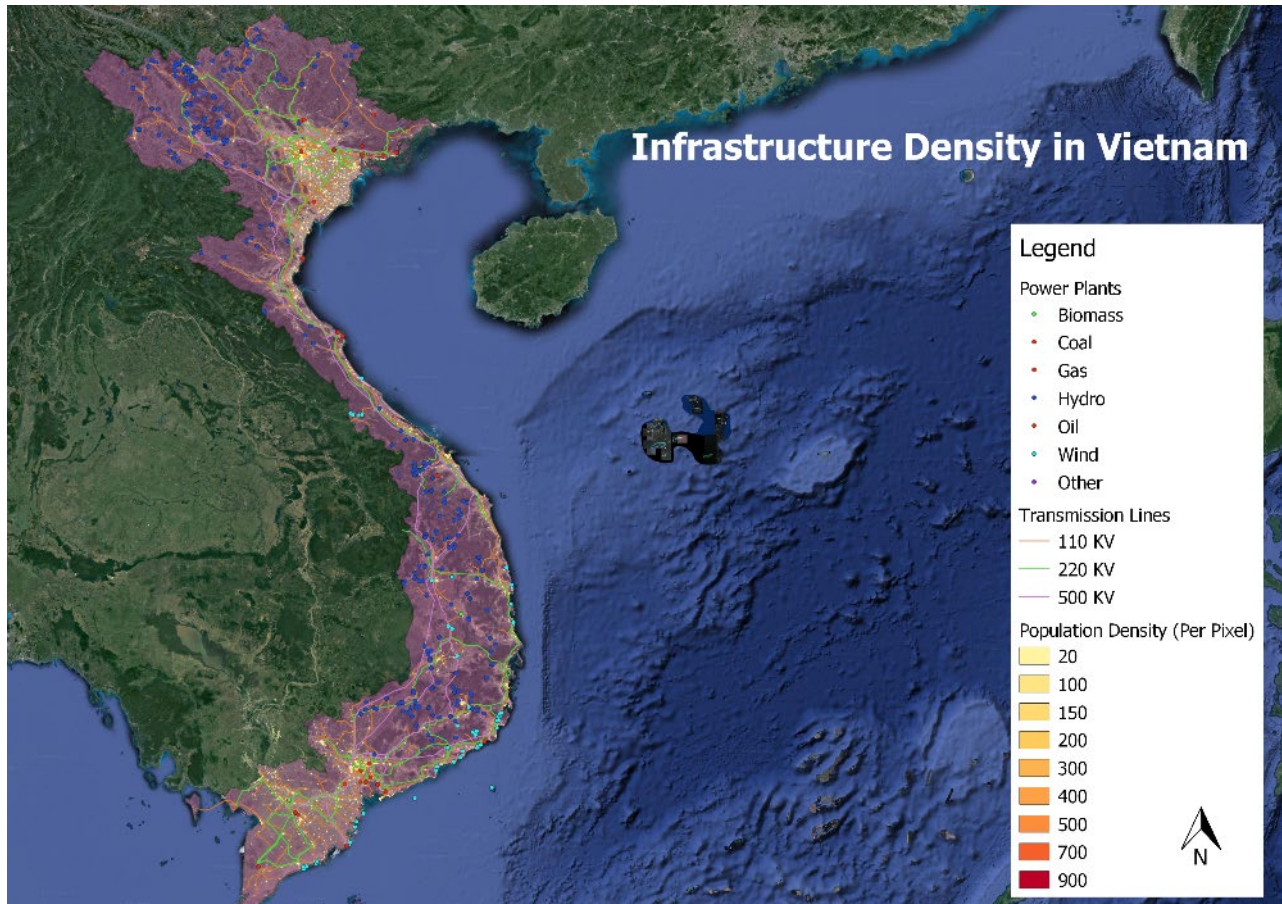 Infrastructure Density in Vietnam
Legend
Power Plants
Biomass
Coal
Gas
Hydro
Oil
Wind
Other
Transmission Lines
110 KV
220 KV
500 KV
Population Density (Per Pixel)
20
100
150
200
300
400
500
700
900
N